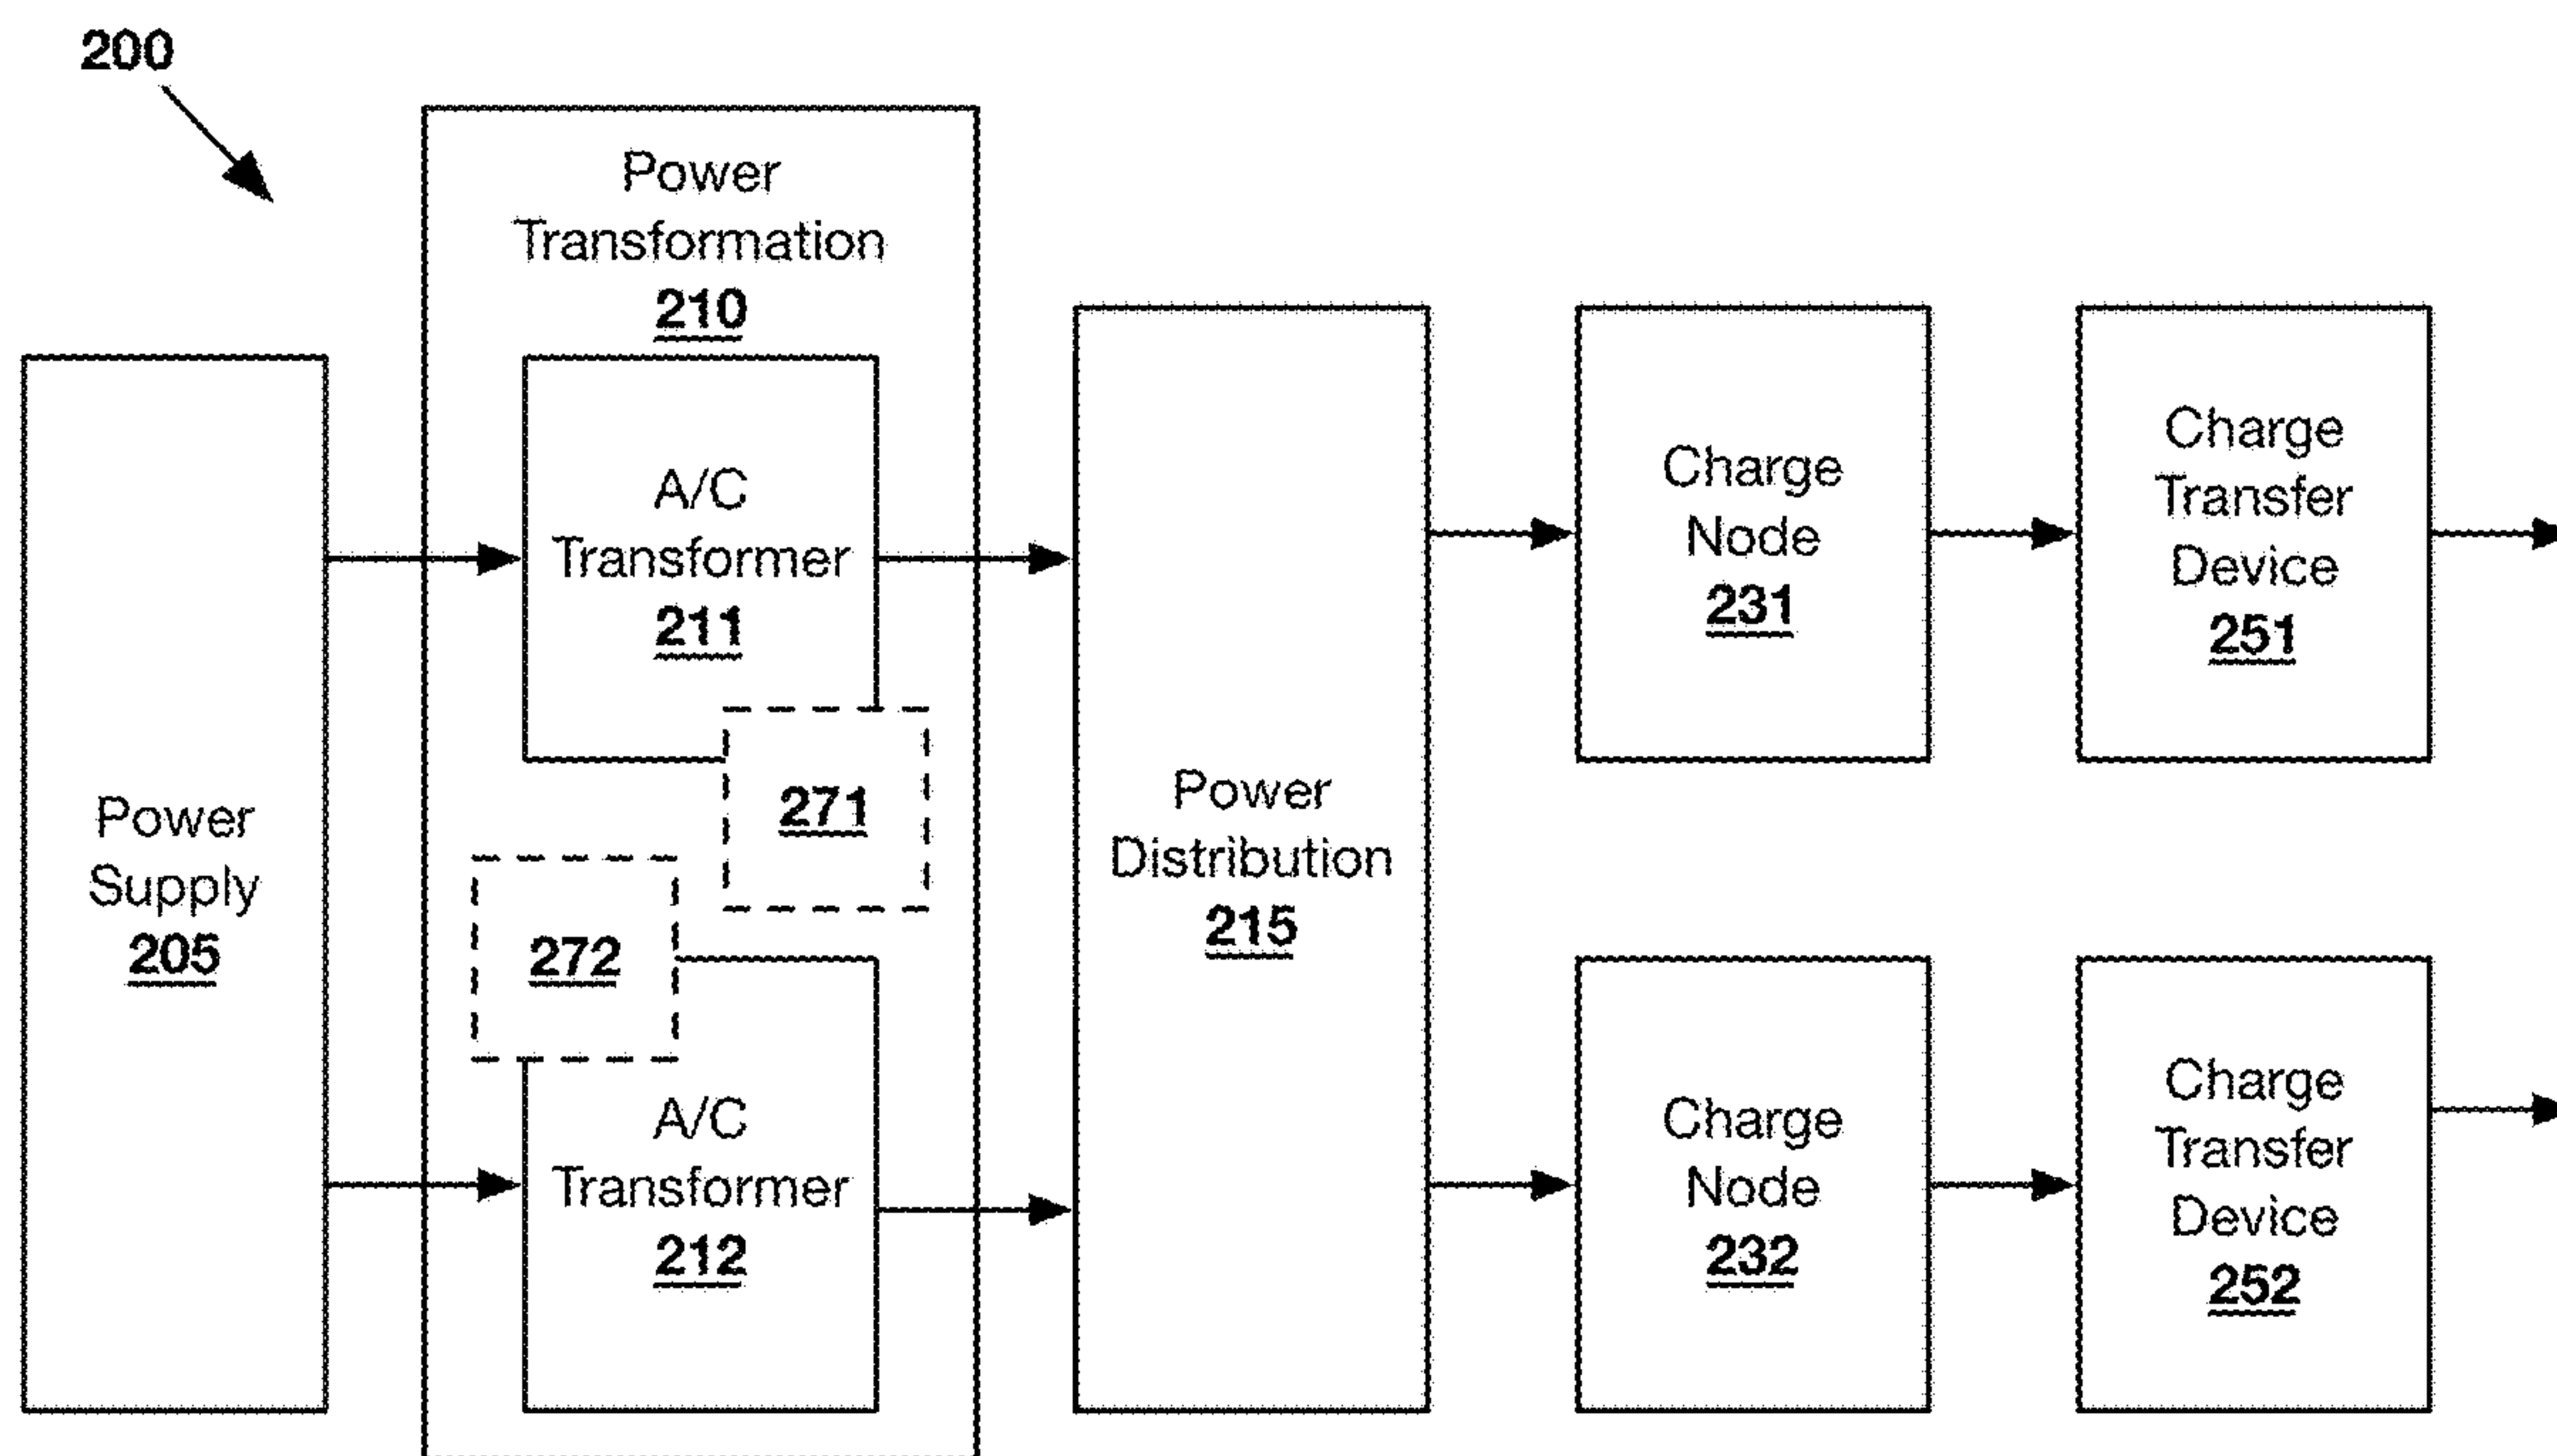 200
Power
Transformation
210
A/C
Transformer
211
271
272
A/C
Transformer
212
Power
Supply
205
Power
Distribution
215
Charge
Node
231
Charge
Transfer
Device
251
Charge
Node
232
Charge
Transfer
Device
252